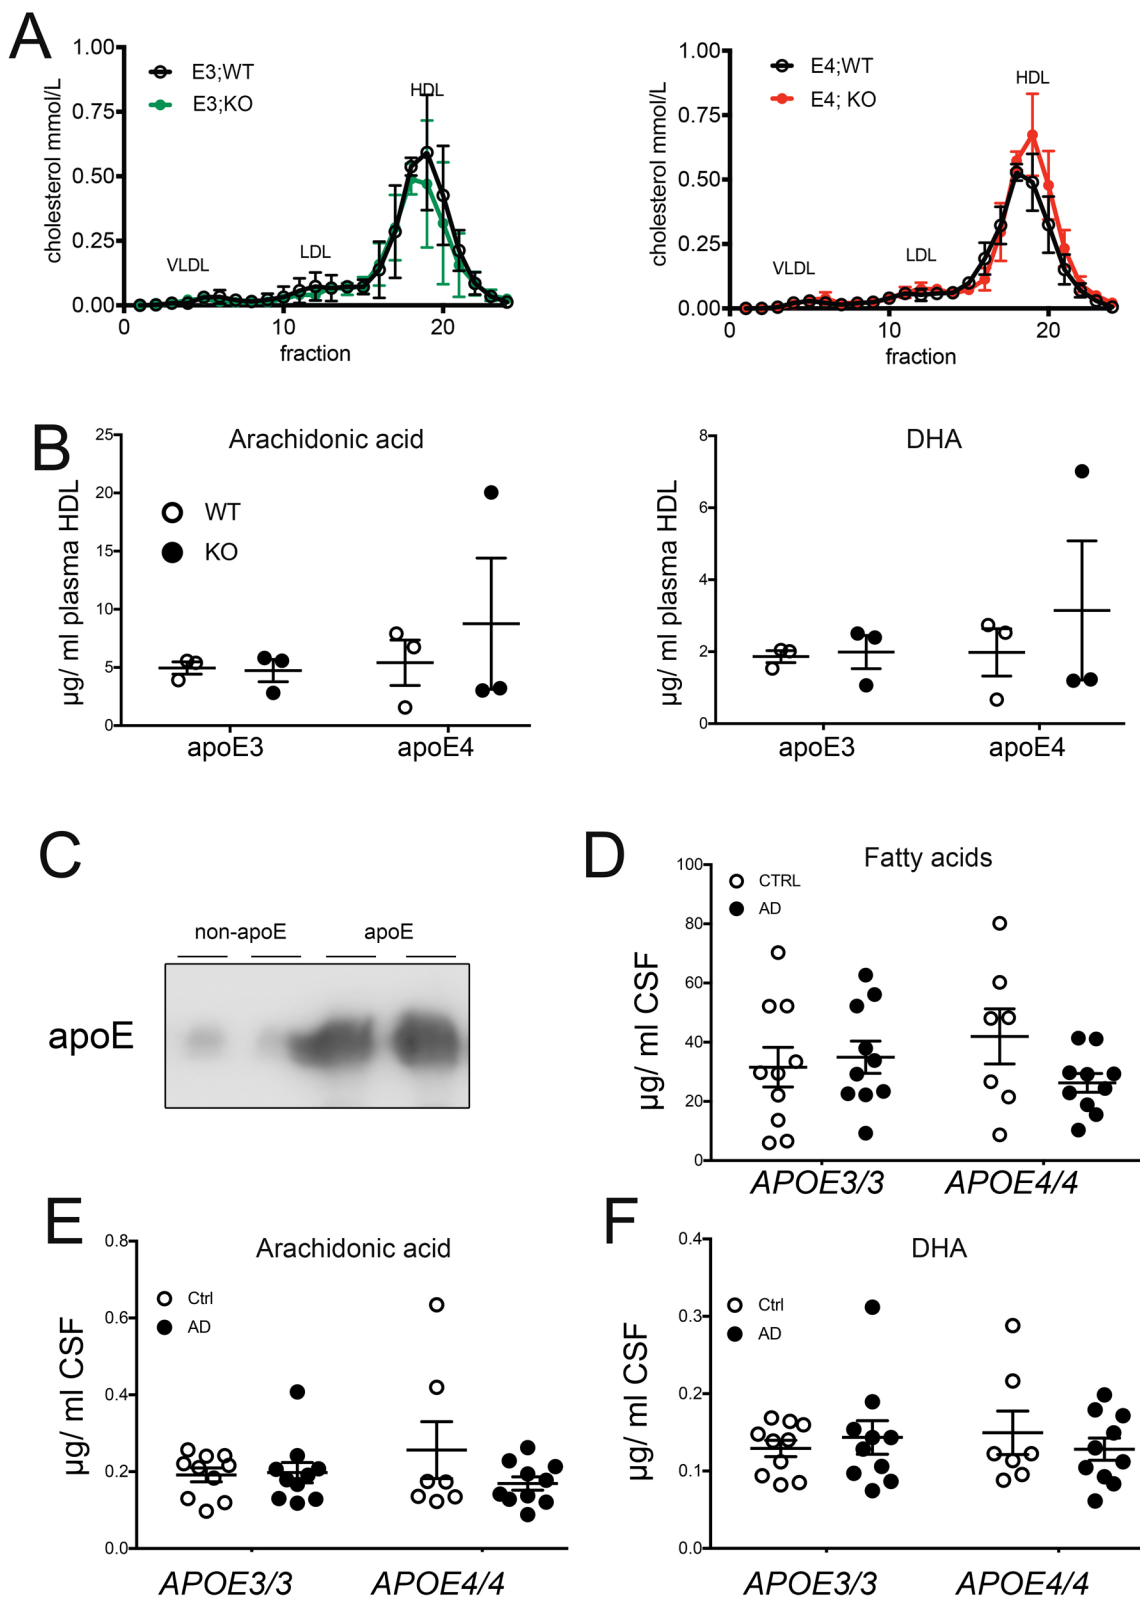 A
1.00
0.75
0.50
0.25
0.00
cholesterol mmol/L
E3;WT
E3;KO
VLDL
LDL
HDL
0
10
20
fraction
1.00
0.75
0.50
0.25
0.00
cholesterol mmol/L
E4;WT
E4; KO
VLDL
LDL
HDL
0
10
20
fraction
B
Arachidonic acid
25
20
15
10
5
0
µg/ ml plasma HDL
WT
KO
apoE3
apoE4
DHA
8
6
4
2
0
µg/ ml plasma HDL
apoE3
apoE4
C
non-apoE
apoE
apoE
D
Fatty acids
100
80
60
40
20
0
µg/ ml CSF
CTRL
AD
APOE3/3
APOE4/4
E
Arachidonic acid
0.8
0.6
0.4
0.2
0.0
µg/ ml CSF
Ctrl
AD
APOE3/3
APOE4/4
F
DHA
0.4
0.3
0.2
0.1
0.0
µg/ ml CSF
Ctrl
AD
APOE3/3
APOE4/4